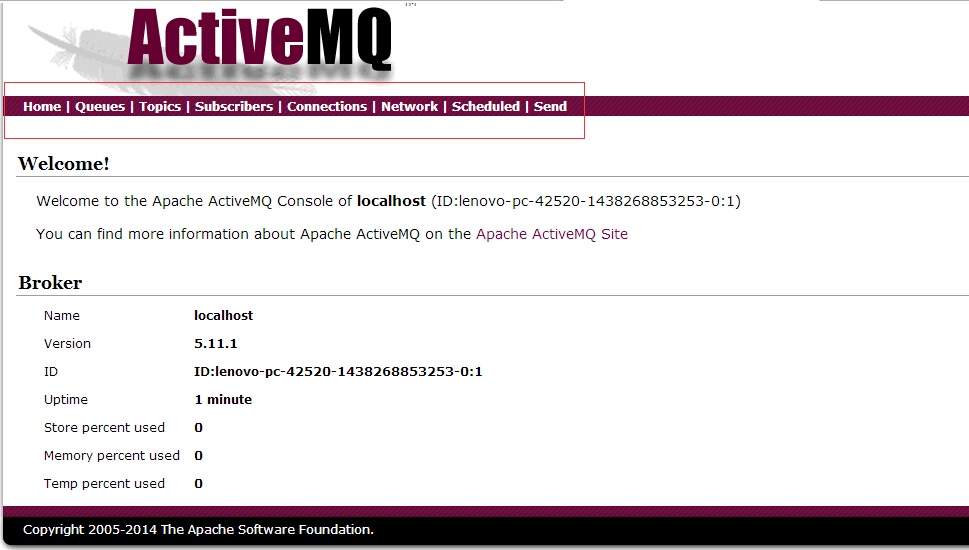 ActiveMQ
Home | Queues | Topics | Subscribers | Connections | Network | Scheduled | Send
Welcome!
Welcome to the Apache ActiveMQ Console of localhost (ID:lenovo-pc-42520-1438268853253-0:1)
You can find more information about Apache ActiveMQ on the Apache ActiveMQ Site
Broker
Name localhost
Version 5.11.1
ID ID:lenovo-pc-42520-1438268853253-0:1
Uptime 1 minute
Store percent used 0
Memory percent used 0
Temp percent used 0
Copyright 2005-2014 The Apache Software Foundation.